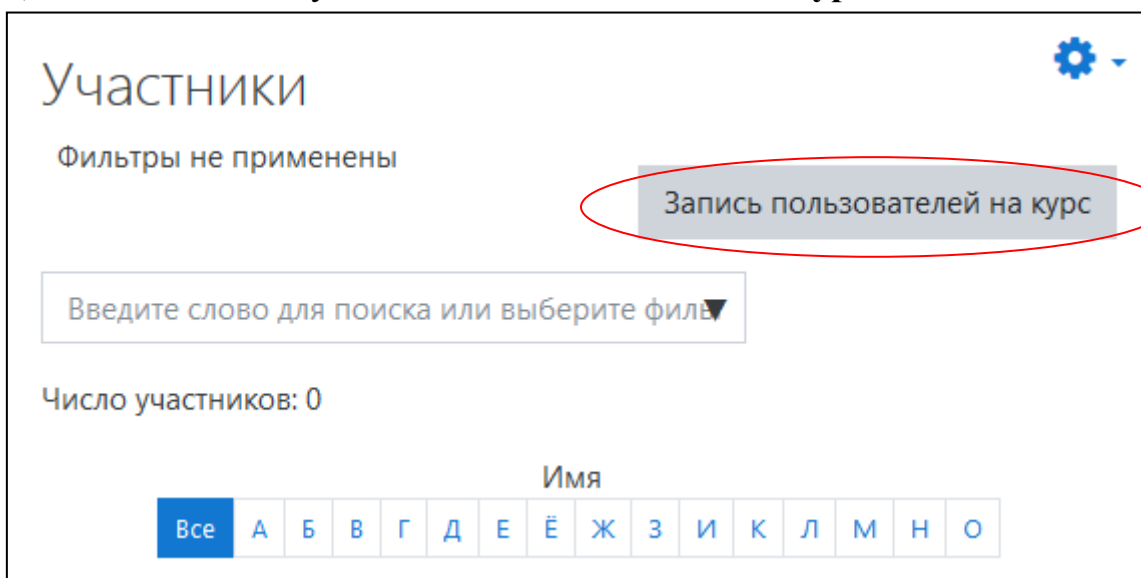 Участники
Фильтры не применены
Запись пользователей на курс
Введите слово для поиска или выберите филь
Число участников: 0
Имя
Все А Б В Г Д Е Ё Ж З И К Л М Н О